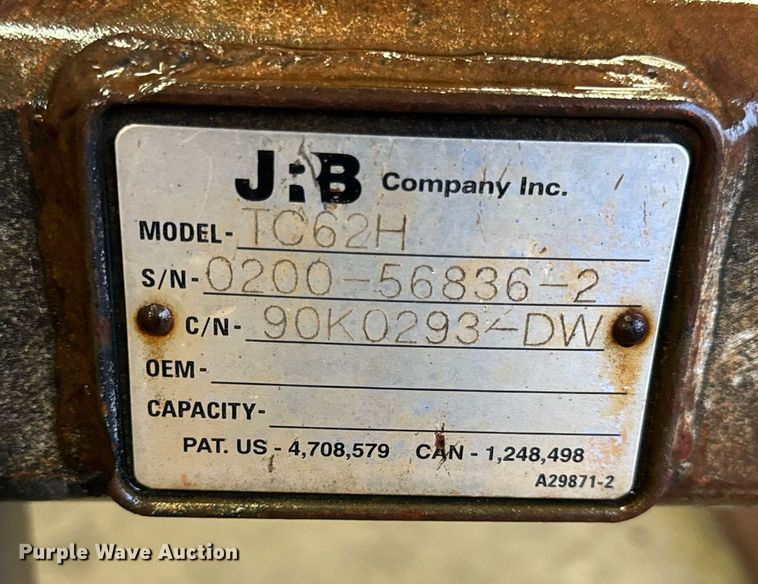 JRB Company Inc.
MODEL- TC62H
S/N- 0200-56836-2
C/N- 90K0293-DW
OEM-
CAPACITY-
PAT. US - 4,708,579 CAN - 1,248,498
A29871-2
Purple Wave Auction